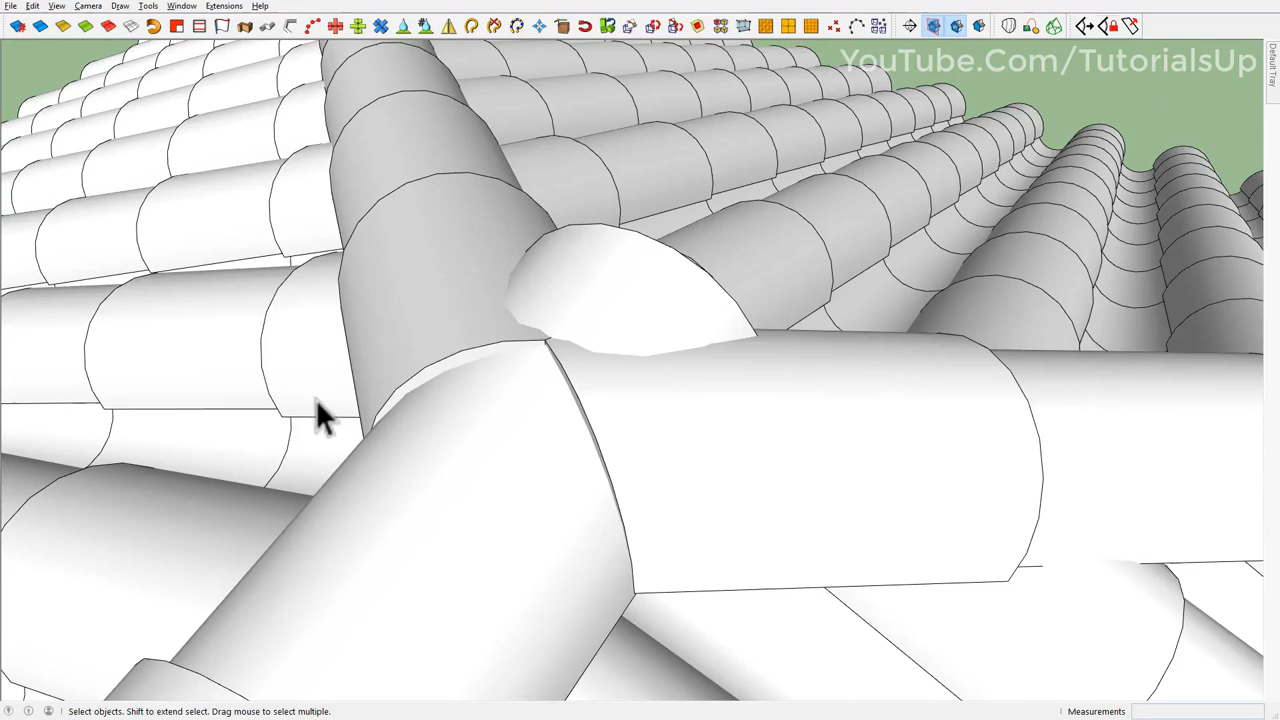 File Edit View Camera Draw Tools Window Extensions Help
YouTube.Com/TutorialsUp
Default Tray
Select objects. Shift to extend select. Drag mouse to select multiple.
Measurements